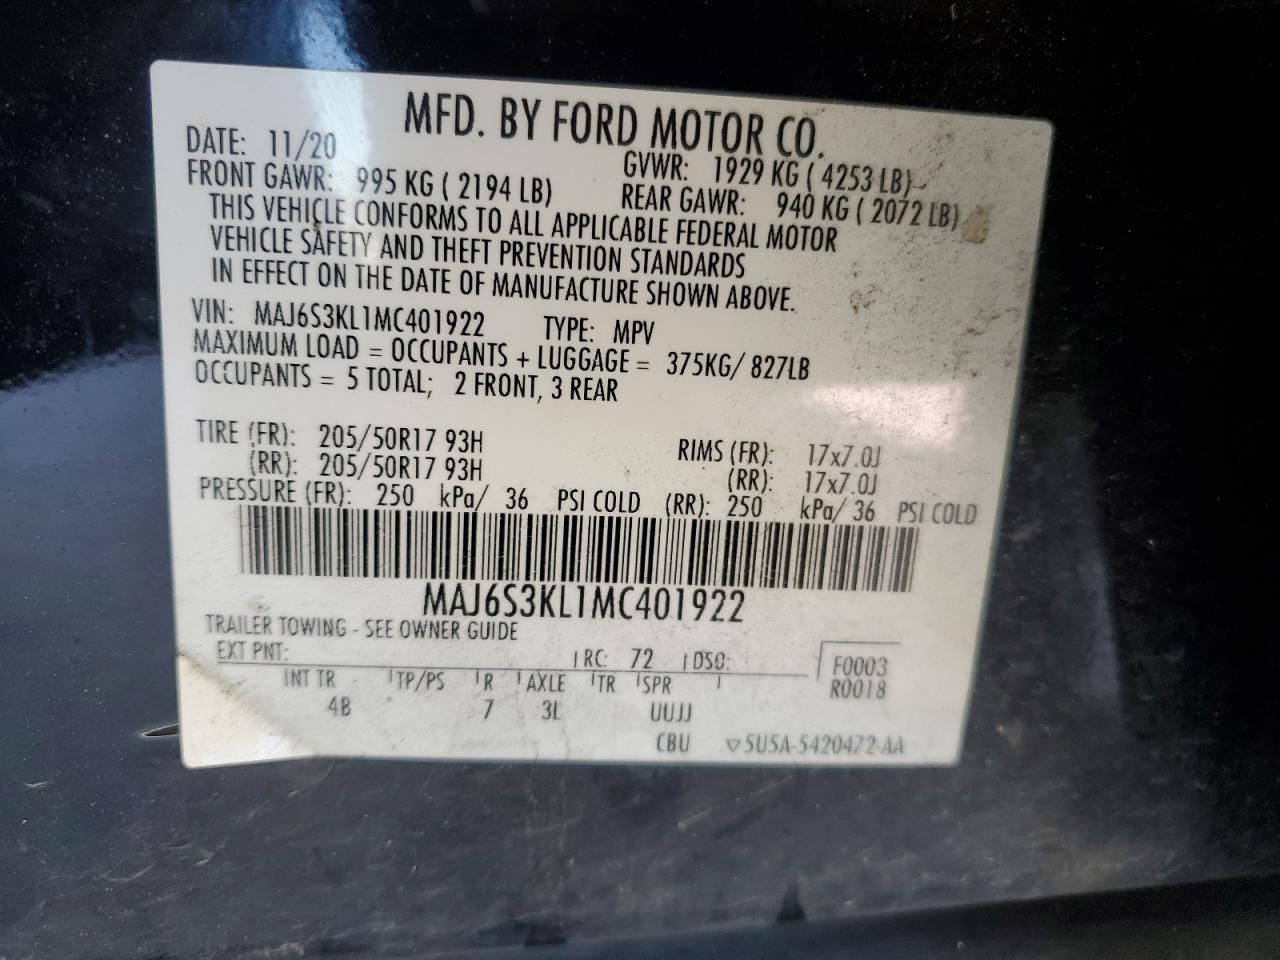 MFD. BY FORD MOTOR CO.
DATE: 11/20 GVWR: 1929 KG ( 4253 LB)
FRONT GAWR: 995 KG ( 2194 LB) REAR GAWR: 940 KG ( 2072 LB)
THIS VEHICLE CONFORMS TO ALL APPLICABLE FEDERAL MOTOR
VEHICLE SAFETY AND THEFT PREVENTION STANDARDS
IN EFFECT ON THE DATE OF MANUFACTURE SHOWN ABOVE.
VIN: MAJ6S3KL1MC401922 TYPE: MPV
MAXIMUM LOAD = OCCUPANTS + LUGGAGE = 375KG/ 827LB
OCCUPANTS = 5 TOTAL; 2 FRONT, 3 REAR
TIRE (FR): 205/50R17 93H RIMS (FR): 17x7.0J
(RR): 205/50R17 93H (RR): 17x7.0J
PRESSURE (FR): 250 kPa/ 36 PSI COLD (RR): 250 kPa/ 36 PSI COLD
MAJ6S3KL1MC401922
TRAILER TOWING - SEE OWNER GUIDE
EXT PNT: RC: 72 DSO: F0003
INT TR TP/PS R AXLE TR SPR R0018
4B 7 3L UUJJ
CBU ▽5U5A-5420472-AA